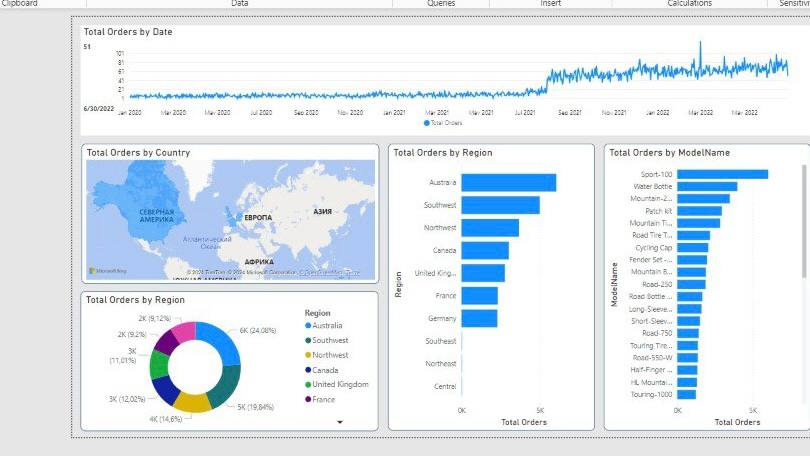 Clipboard
Data
Queries
Insert
Calculations
Total Orders by Date
51
6/30/2022
101
81
61
41
21
1
Jan 2020
Mar 2020
May 2020
Jul 2020
Sep 2020
Nov 2020
Jan 2021
Mar 2021
May 2021
Jul 2021
Sep 2021
Nov 2021
Jan 2022
Mar 2022
May 2022
Total Orders
Total Orders by Country
СЕВЕРНАЯ
АМЕРИКА
ЕВРОПА
АЗИЯ
Атлантический
Океан
АФРИКА
Microsoft Bing
© 2024 TomTom, © 2024 Microsoft Corporation, © OpenStreetMap, Terms
Total Orders by Region
2K (9,12%)
2K (9,2%)
3K
(11,01%)
3K (12,02%)
4K (14,6%)
5K (19,84%)
6K (24,08%)
Region
Australia
Southwest
Northwest
Canada
United Kingdom
France
Total Orders by Region
Region
Australia
Southwest
Northwest
Canada
United King...
France
Germany
Southeast
Northeast
Central
0K
5K
Total Orders
Total Orders by ModelName
ModelName
Sport-100
Water Bottle
Mountain-2...
Patch kit
Mountain Ti...
Road Tire T...
Cycling Cap
Fender Set -...
Mountain B...
Road-250
Road Bottle ...
Long-Sleeve...
Short-Sleev...
Road-750
Touring Tire...
Road-550-W
Half-Finger ...
HL Mountai...
Touring-1000
0K
5K
Total Orders